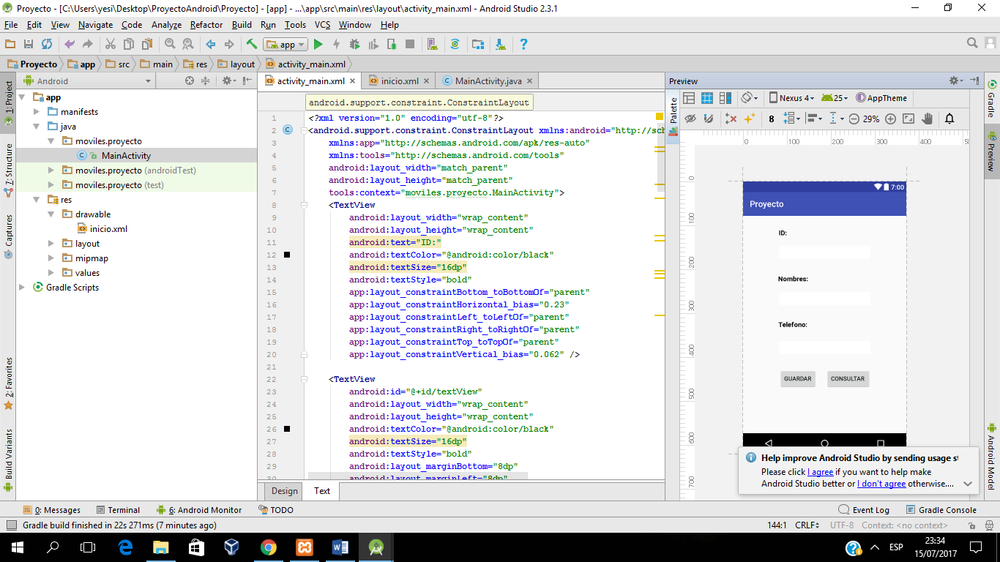 Proyecto - [C:\Users\yesi\Desktop\ProyectoAndroid\Proyecto] - [app] - ...\app\src\main\res\layout\activity_main.xml - Android Studio 2.3.1
File Edit View Navigate Code Analyze Refactor Build Run Tools VCS Window Help
app
Proyecto app src main res layout activity_main.xml
Android
activity_main.xml inicio.xml MainActivity.java
Preview
1: Project
7: Structure
Captures
2: Favorites
Build Variants
app
manifests
java
moviles.proyecto
MainActivity
moviles.proyecto (androidTest)
moviles.proyecto (test)
res
drawable
inicio.xml
layout
mipmap
values
Gradle Scripts
android.support.constraint.ConstraintLayout
1 <?xml version="1.0" encoding="utf-8"?>
2 <android.support.constraint.ConstraintLayout xmlns:android="http://sch
3 xmlns:app="http://schemas.android.com/apk/res-auto"
4 xmlns:tools="http://schemas.android.com/tools"
5 android:layout_width="match_parent"
6 android:layout_height="match_parent"
7 tools:context="moviles.proyecto.MainActivity">
8 <TextView
9 android:layout_width="wrap_content"
10 android:layout_height="wrap_content"
11 android:text="ID:"
12 android:textColor="@android:color/black"
13 android:textSize="16dp"
14 android:textStyle="bold"
15 app:layout_constraintBottom_toBottomOf="parent"
16 app:layout_constraintHorizontal_bias="0.23"
17 app:layout_constraintLeft_toLeftOf="parent"
18 app:layout_constraintRight_toRightOf="parent"
19 app:layout_constraintTop_toTopOf="parent"
20 app:layout_constraintVertical_bias="0.062" />
21
22 <TextView
23 android:id="@+id/textView"
24 android:layout_width="wrap_content"
25 android:layout_height="wrap_content"
26 android:textColor="@android:color/black"
27 android:textSize="16dp"
28 android:textStyle="bold"
29 android:layout_marginBottom="8dp"
30 android:layout_marginLeft="8dp"
Design Text
Palette
Nexus 4 25 AppTheme
8 29%
0 100 200 300 400
0
100
200
300
400
500
600
700
7:00
Proyecto
ID:
Nombres:
Telefono:
GUARDAR CONSULTAR
Help improve Android Studio by sending usage st
Please click I agree if you want to help make
Android Studio better or I don't agree otherwise....
Gradle
Preview
Android Model
0: Messages Terminal 6: Android Monitor TODO Event Log Gradle Console
Gradle build finished in 22s 271ms (7 minutes ago) 144:1 CRLF UTF-8 Context: <no context>
ESP
23:34
15/07/2017